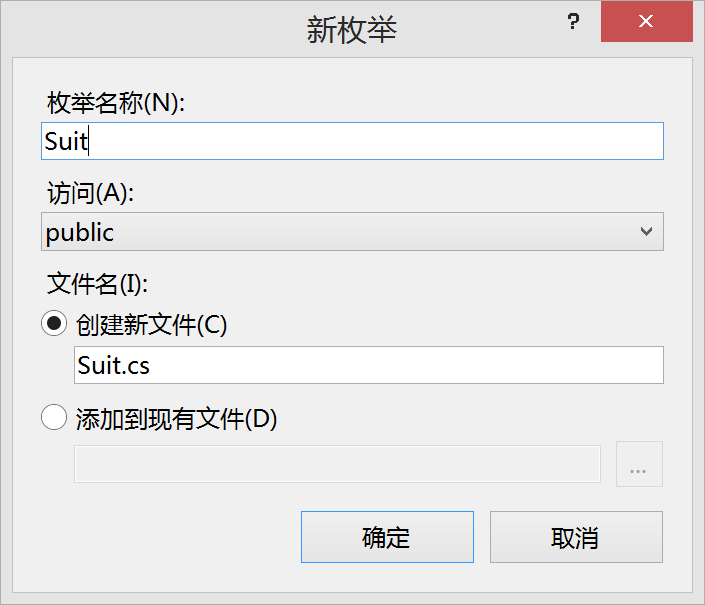 新枚举
?
枚举名称(N):
Suit
访问(A):
public
文件名(I):
创建新文件(C)
Suit.cs
添加到现有文件(D)
...
确定 取消